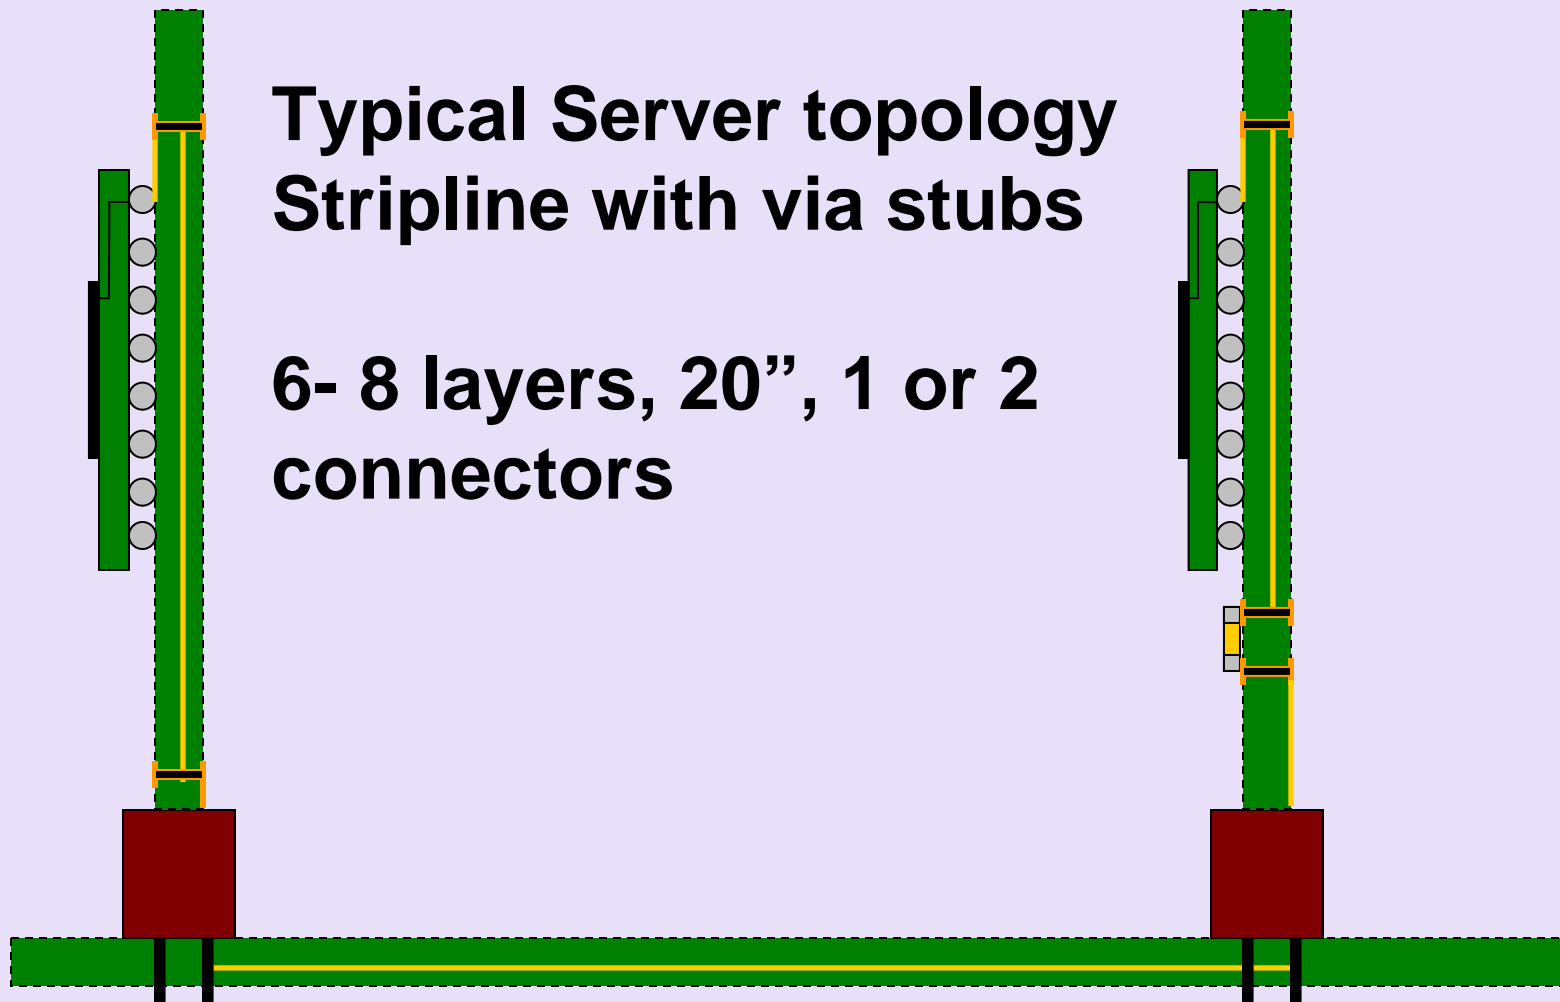 Typical Server topology
Stripline with via stubs
6- 8 layers, 20”, 1 or 2
connectors